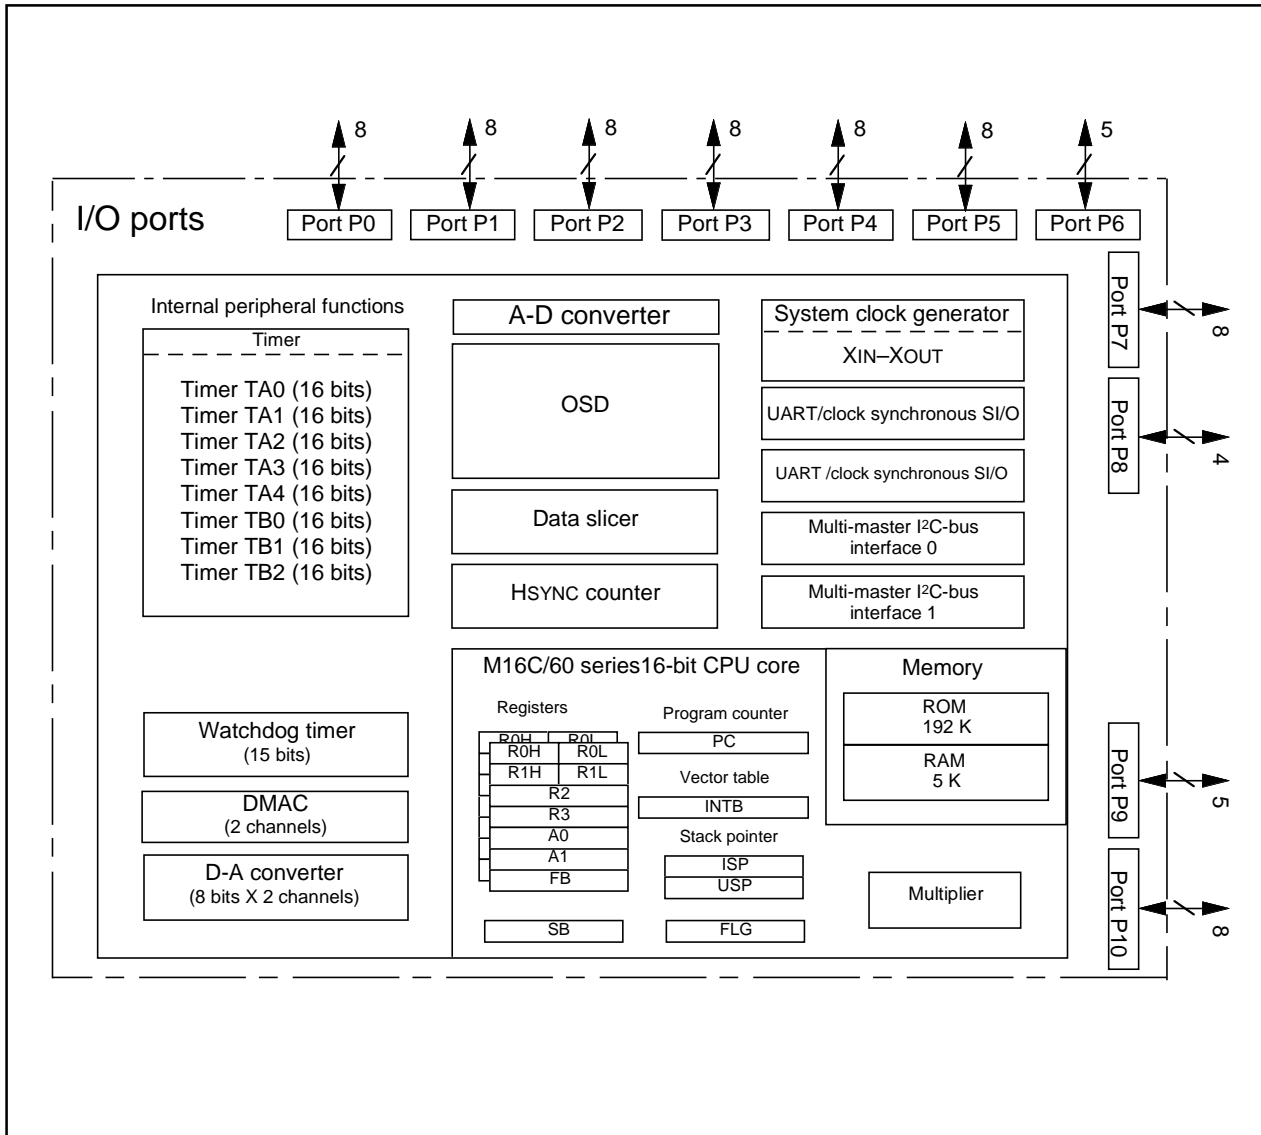 8 8 8 8 8 8 5
I/O ports
Port P0 Port P1 Port P2 Port P3 Port P4 Port P5 Port P6
Port P7
8
Port P8
4
Port P9
5
Port P10
8
Internal peripheral functions
Timer
Timer TA0 (16 bits)
Timer TA1 (16 bits)
Timer TA2 (16 bits)
Timer TA3 (16 bits)
Timer TA4 (16 bits)
Timer TB0 (16 bits)
Timer TB1 (16 bits)
Timer TB2 (16 bits)
Watchdog timer
(15 bits)
DMAC
(2 channels)
D-A converter
(8 bits X 2 channels)
A-D converter
OSD
Data slicer
HSYNC counter
System clock generator
XIN–XOUT
UART/clock synchronous SI/O
UART /clock synchronous SI/O
Multi-master I²C-bus
interface 0
Multi-master I²C-bus
interface 1
M16C/60 series16-bit CPU core
Registers
R0H R0L
R0H R0L
R1H R1L
R2
R3
A0
A1
FB
SB
Program counter
PC
Vector table
INTB
Stack pointer
ISP
USP
FLG
Memory
ROM
192 K
RAM
5 K
Multiplier